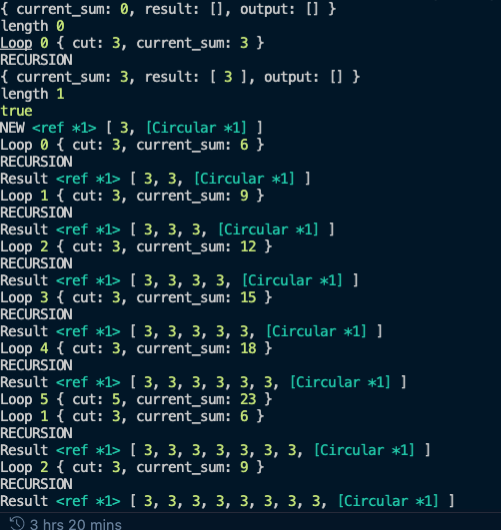 { current_sum: 0, result: [], output: [] }
length 0
Loop 0 { cut: 3, current_sum: 3 }
RECURSION
{ current_sum: 3, result: [ 3 ], output: [] }
length 1
true
NEW <ref *1> [ 3, [Circular *1] ]
Loop 0 { cut: 3, current_sum: 6 }
RECURSION
Result <ref *1> [ 3, 3, [Circular *1] ]
Loop 1 { cut: 3, current_sum: 9 }
RECURSION
Result <ref *1> [ 3, 3, 3, [Circular *1] ]
Loop 2 { cut: 3, current_sum: 12 }
RECURSION
Result <ref *1> [ 3, 3, 3, 3, [Circular *1] ]
Loop 3 { cut: 3, current_sum: 15 }
RECURSION
Result <ref *1> [ 3, 3, 3, 3, 3, [Circular *1] ]
Loop 4 { cut: 3, current_sum: 18 }
RECURSION
Result <ref *1> [ 3, 3, 3, 3, 3, 3, [Circular *1] ]
Loop 5 { cut: 5, current_sum: 23 }
Loop 1 { cut: 3, current_sum: 6 }
RECURSION
Result <ref *1> [ 3, 3, 3, 3, 3, 3, 3, [Circular *1] ]
Loop 2 { cut: 3, current_sum: 9 }
RECURSION
Result <ref *1> [ 3, 3, 3, 3, 3, 3, 3, 3, [Circular *1] ]
3 hrs 20 mins